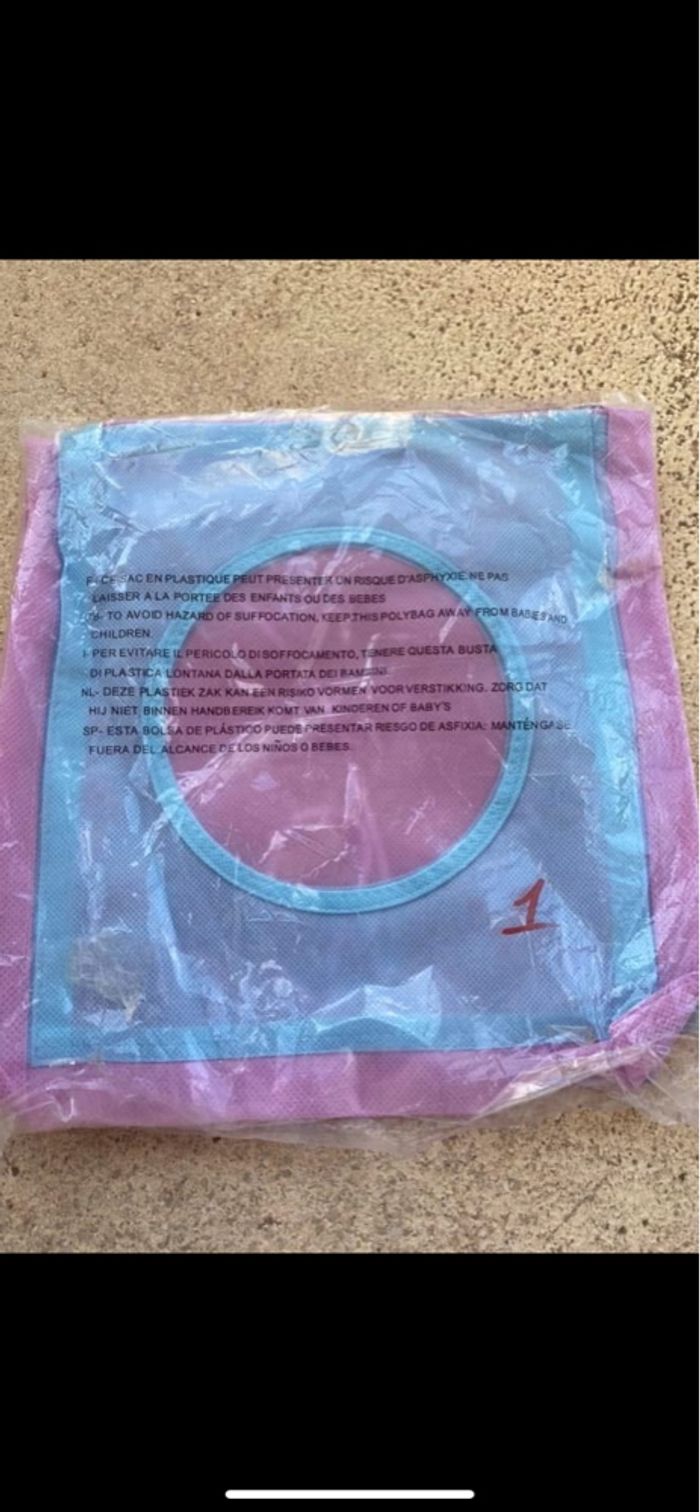 F- CE SAC EN PLASTIQUE PEUT PRESENTER UN RISQUE D'ASPHYXIE. NE PAS
LAISSER A LA PORTEE DES ENFANTS OU DES BEBES
GB- TO AVOID HAZARD OF SUFFOCATION, KEEP THIS POLYBAG AWAY FROM BABIES AND
CHILDREN.
I- PER EVITARE IL PERICOLO DI SOFFOCAMENTO, TENERE QUESTA BUSTA
DI PLASTICA LONTANA DALLA PORTATA DEI BAMBINI.
NL- DEZE PLASTIEK ZAK KAN EEN RISIKO VORMEN VOOR VERSTIKKING. ZORG DAT
HIJ NIET BINNEN HANDBEREIK KOMT VAN KINDEREN OF BABY'S
SP- ESTA BOLSA DE PLÁSTICO PUEDE PRESENTAR RIESGO DE ASFIXIA; MANTÉNGASE
FUERA DEL ALCANCE DE LOS NIÑOS O BEBES.
1